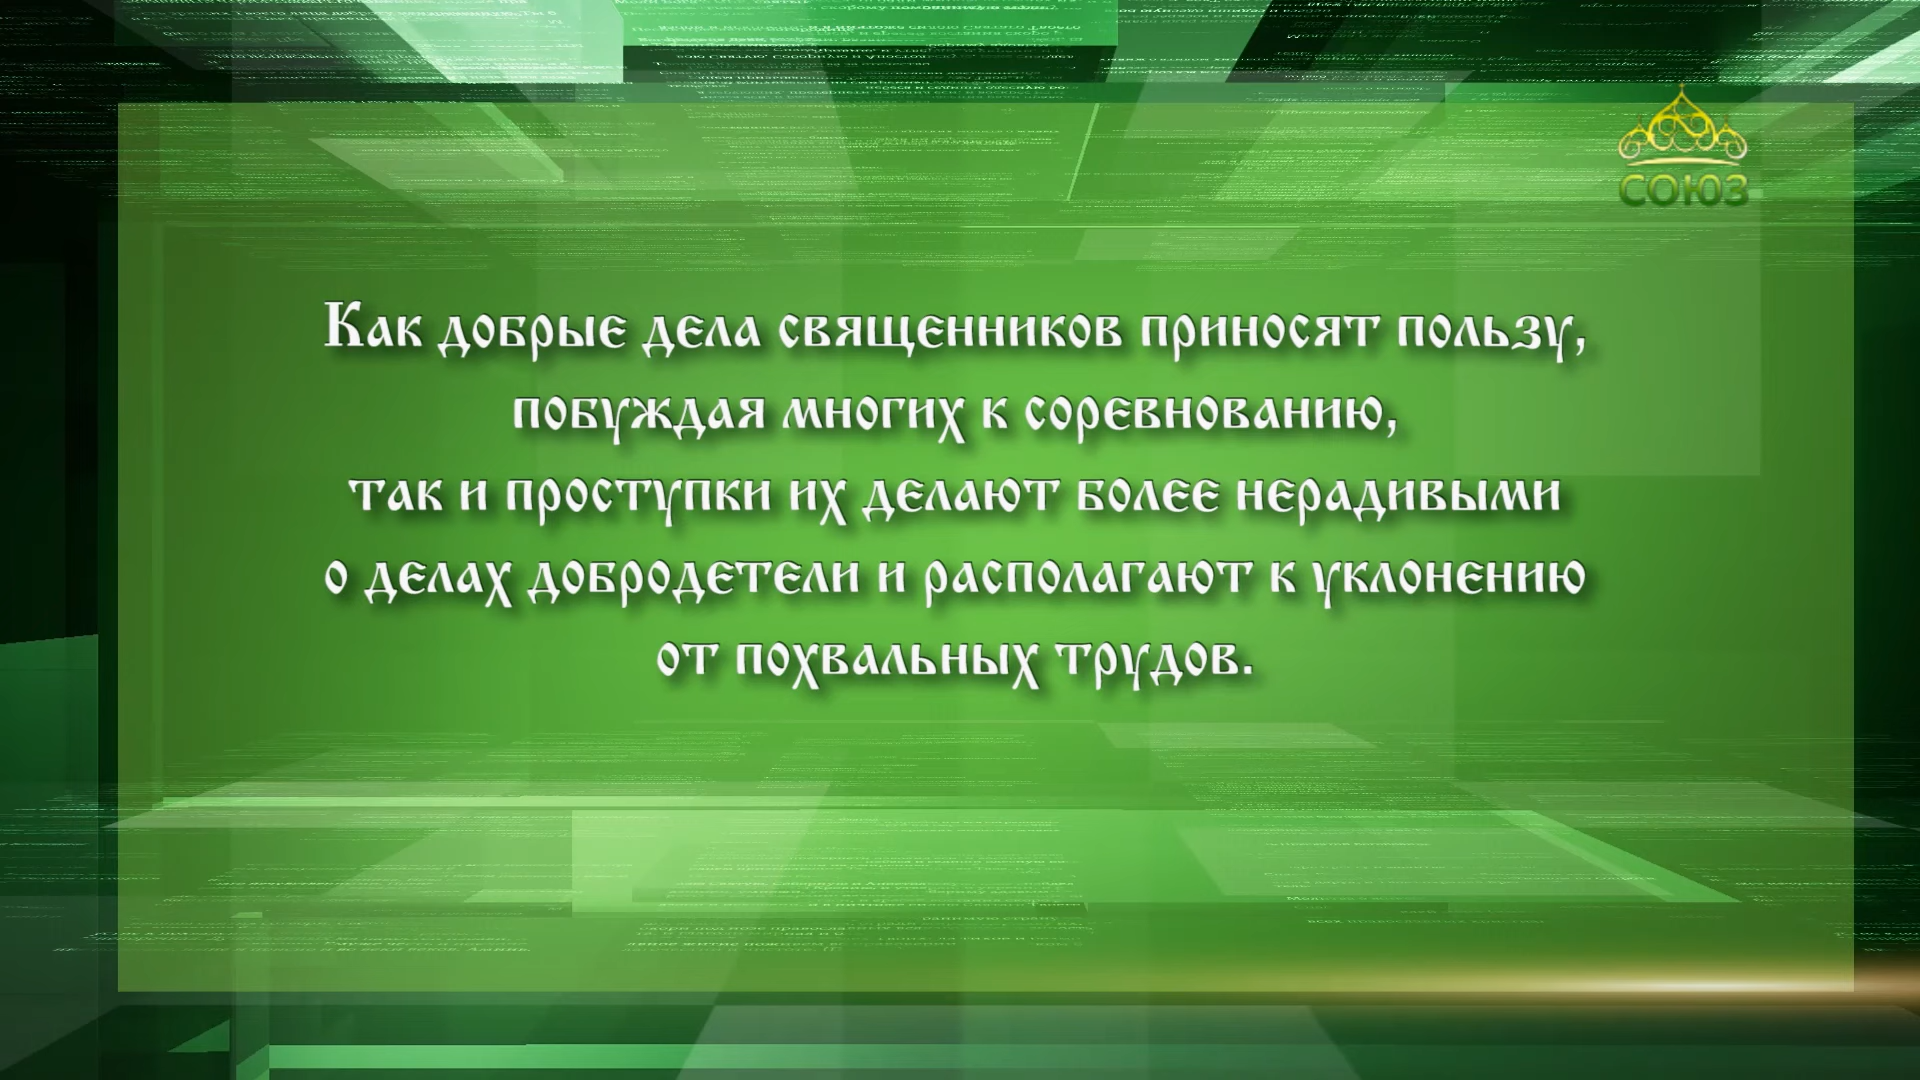 СОЮЗ
Как добрые дела священников приносят пользу,
побуждая многих к соревнованию,
так и проступки их делают более нерадивыми
о делах добродетели и располагают к уклонению
от похвальных трудов.